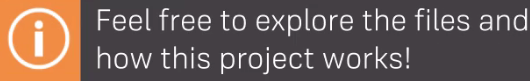 Feel free to explore the files and
how this project works!